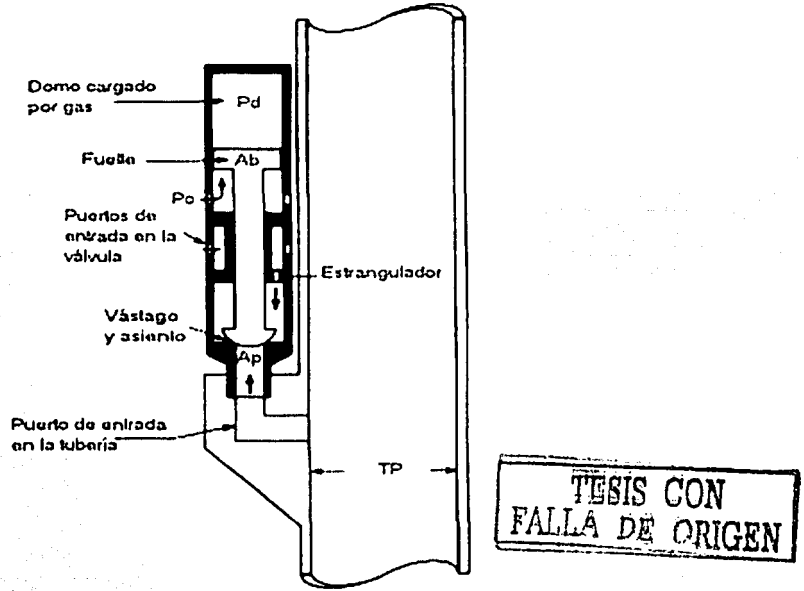 Domo cargado
por gas
Pd
Fuelle
Ab
Po
Puertos de
entrada en la
válvula
Estrangulador
Vástago
y asiento
Ap
Puerto de entrada
en la tubería
TP
TESIS CON
FALLA DE ORIGEN